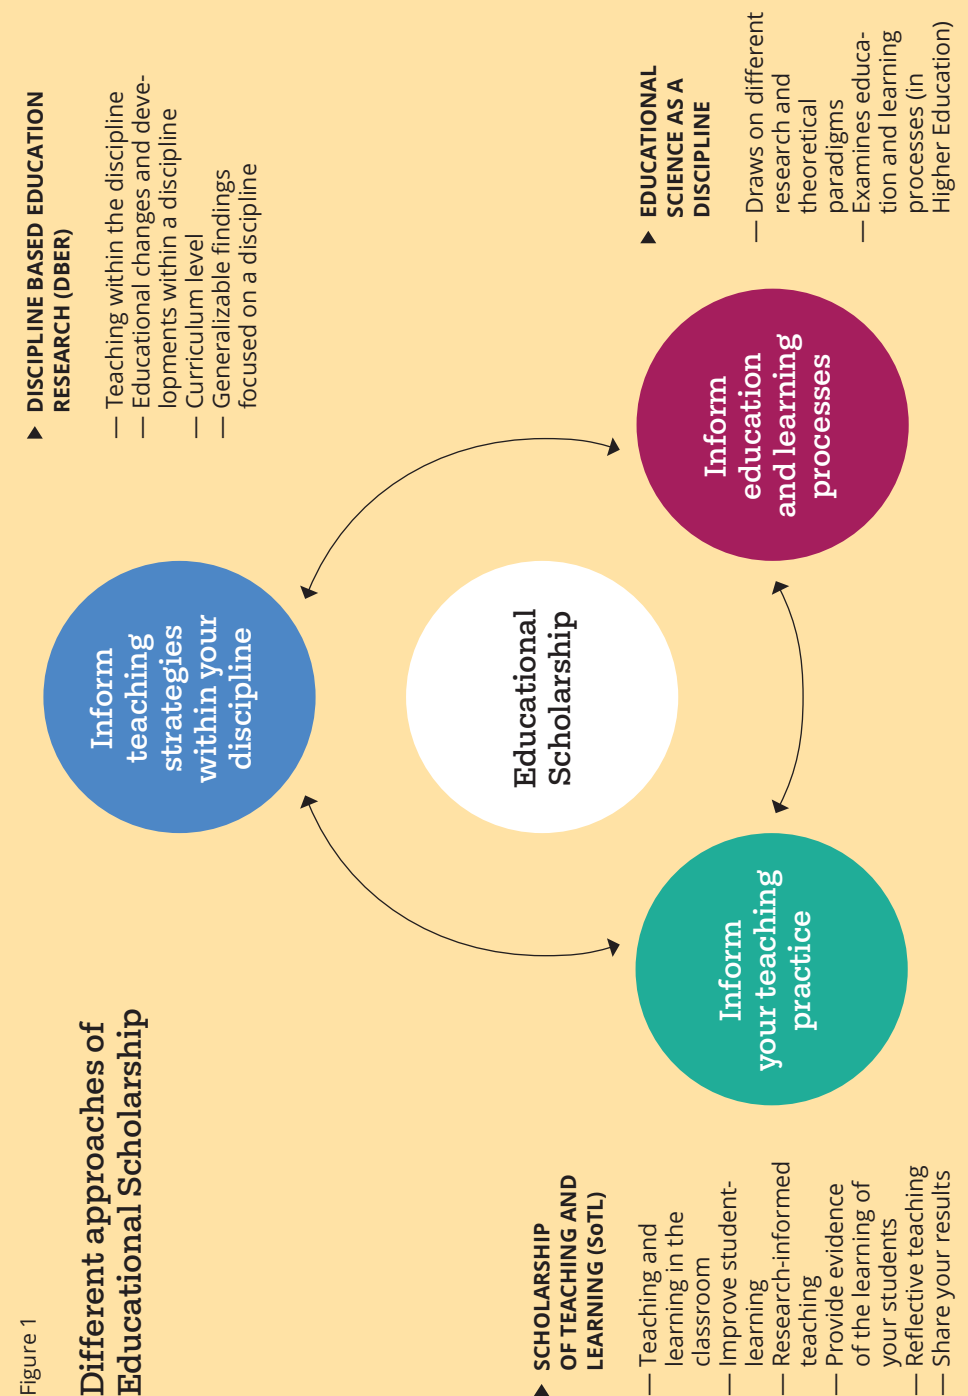 Figure 1
Different approaches of
Educational Scholarship
▶ DISCIPLINE BASED EDUCATION
RESEARCH (DBER)
— Teaching within the discipline
— Educational changes and deve-
lopments within a discipline
— Curriculum level
— Generalizable findings
focused on a discipline
Inform
teaching
strategies
within your
discipline
Educational
Scholarship
▶ SCHOLARSHIP
OF TEACHING AND
LEARNING (SoTL)
— Teaching and
learning in the
classroom
— Improve student-
learning
— Research-informed
teaching
— Provide evidence
of the learning of
your students
— Reflective teaching
— Share your results
Inform
your teaching
practice
Inform
education
and learning
processes
▶ EDUCATIONAL
SCIENCE AS A
DISCIPLINE
— Draws on different
research and
theoretical
paradigms
— Examines educa-
tion and learning
processes (in
Higher Education)